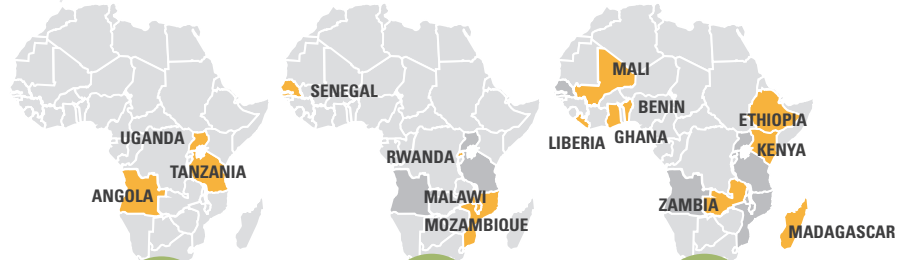 UGANDA
TANZANIA
ANGOLA
SENEGAL
RWANDA
MALAWI
MOZAMBIQUE
MALI
BENIN
ETHIOPIA
LIBERIA
GHANA
KENYA
ZAMBIA
MADAGASCAR